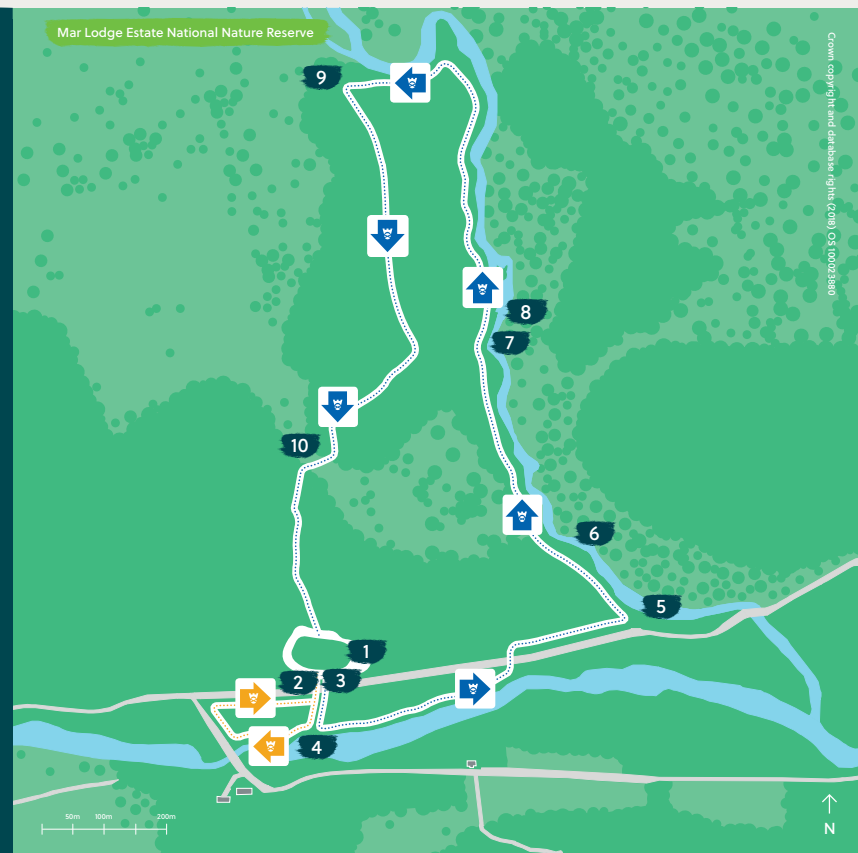 Mar Lodge Estate National Nature Reserve
Crown copyright and database rights (2018) OS 100023880
9
8
7
10
6
5
1
2
3
4
50m 100m 200m
N